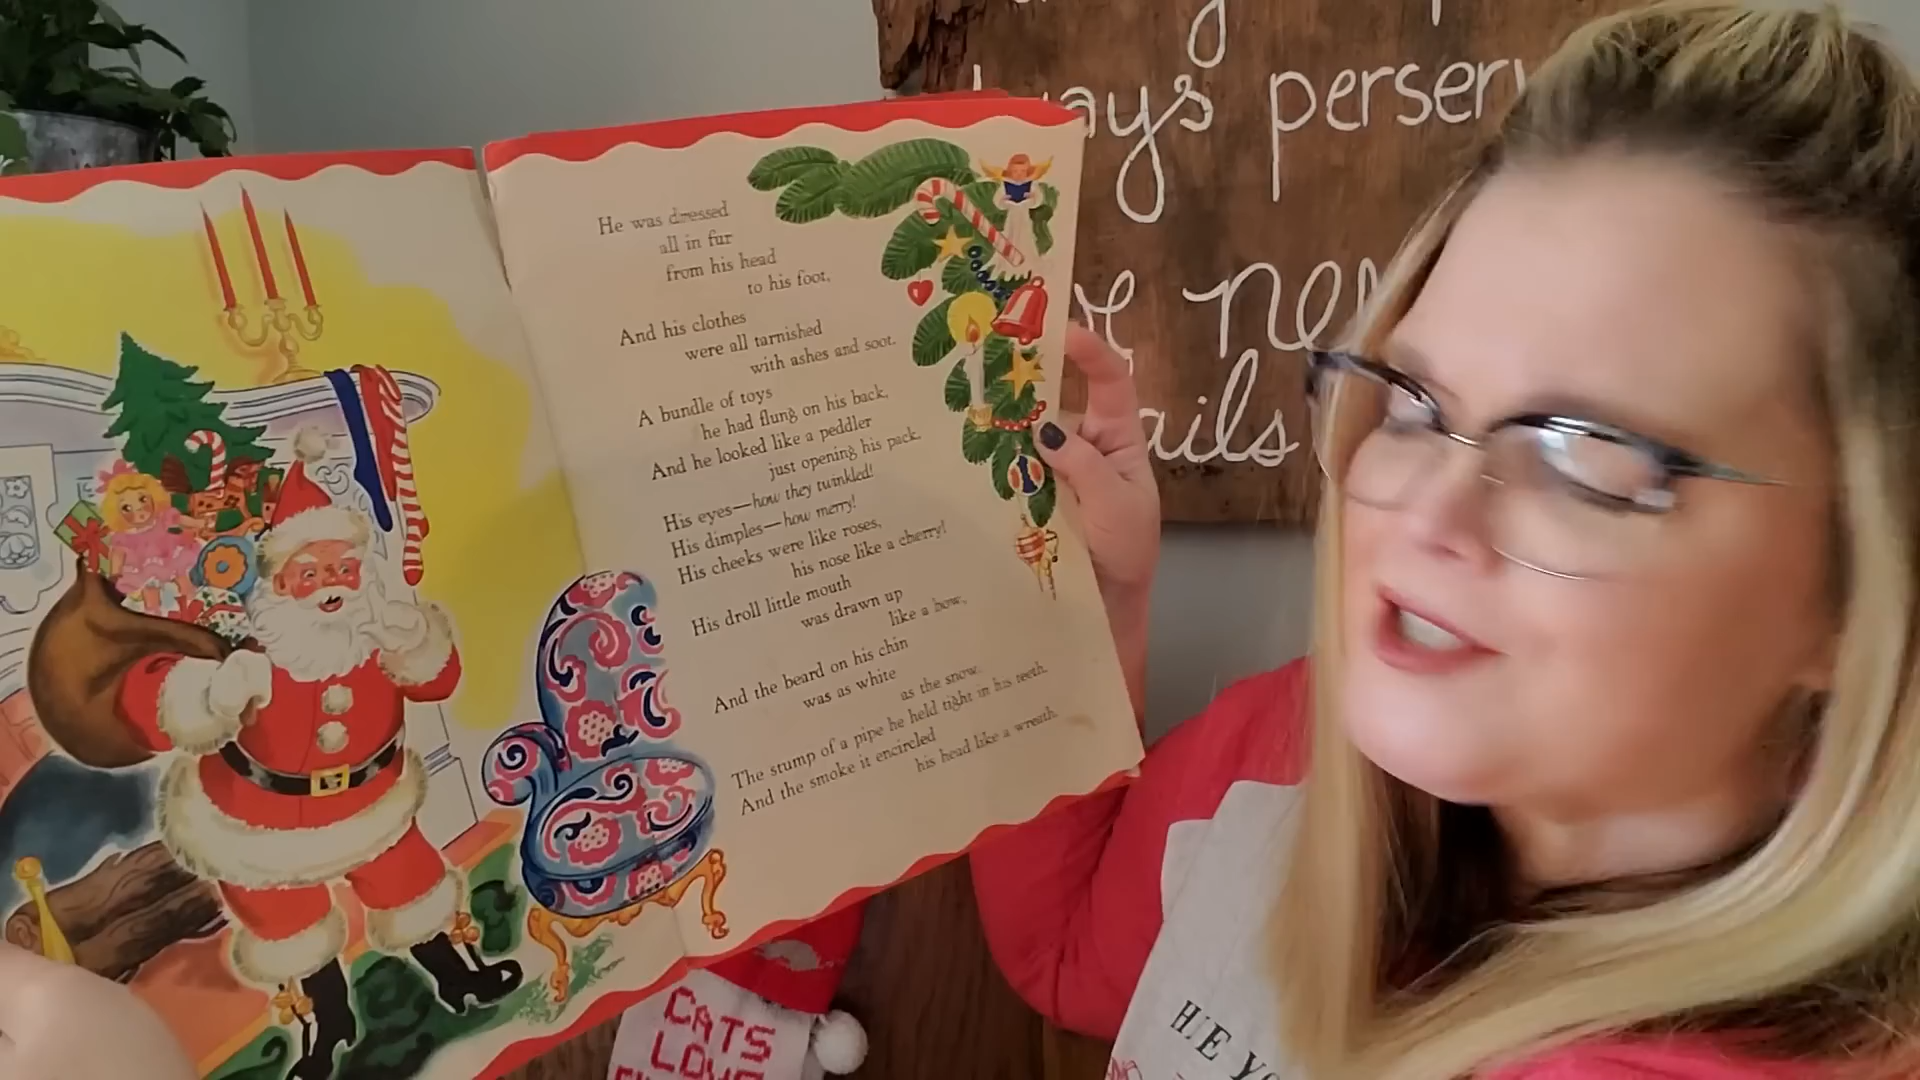 He was dressed
all in fur
from his head
to his foot,
And his clothes
were all tarnished
with ashes and soot.
A bundle of toys
he had flung on his back,
And he looked like a peddler
just opening his pack.
His eyes—how they twinkled!
His dimples—how merry!
His cheeks were like roses,
his nose like a cherry!
His droll little mouth
was drawn up
like a bow,
And the beard on his chin
was as white
as the snow.
The stump of a pipe he held tight in his teeth.
And the smoke it encircled
his head like a wreath.
perserv
ails
CATS
LOVE